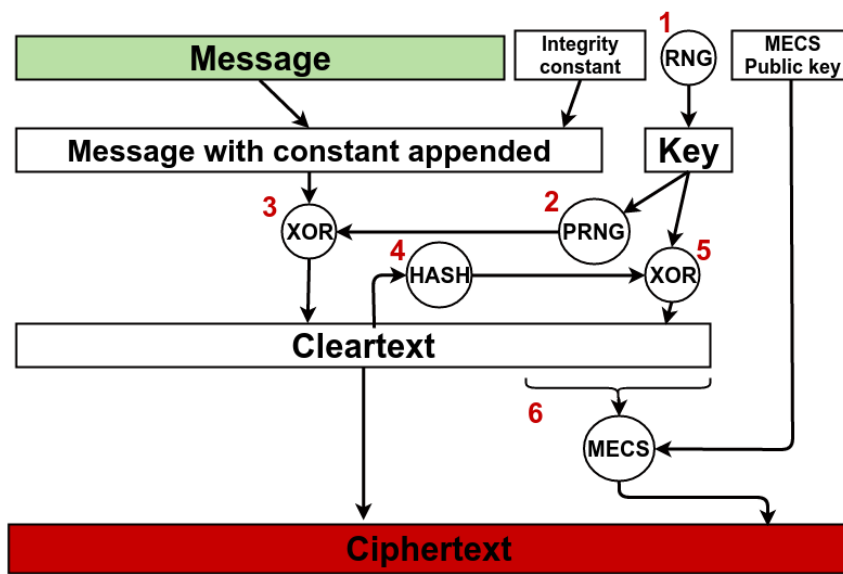 1
Message
Integrity
constant
RNG
MECS
Public key
Message with constant appended
Key
3
XOR
2
PRNG
4
HASH
5
XOR
Cleartext
6
MECS
Ciphertext